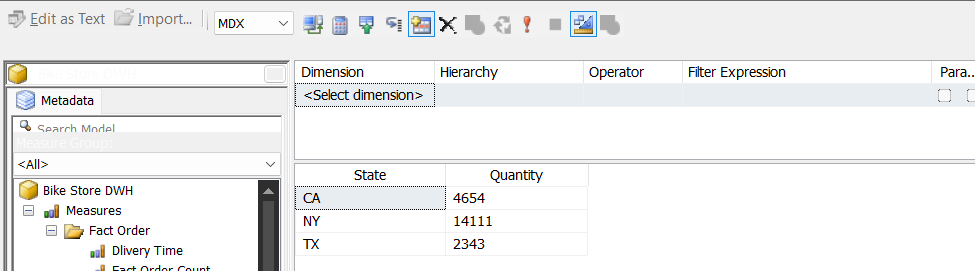 Edit as Text Import... MDX
Bike Store DWH
Metadata
Search Model
Measure Group:
<All>
Bike Store DWH
Measures
Fact Order
Dlivery Time
Fact Order Count
Dimension Hierarchy Operator Filter Expression Para...
<Select dimension>
State Quantity
CA 4654
NY 14111
TX 2343